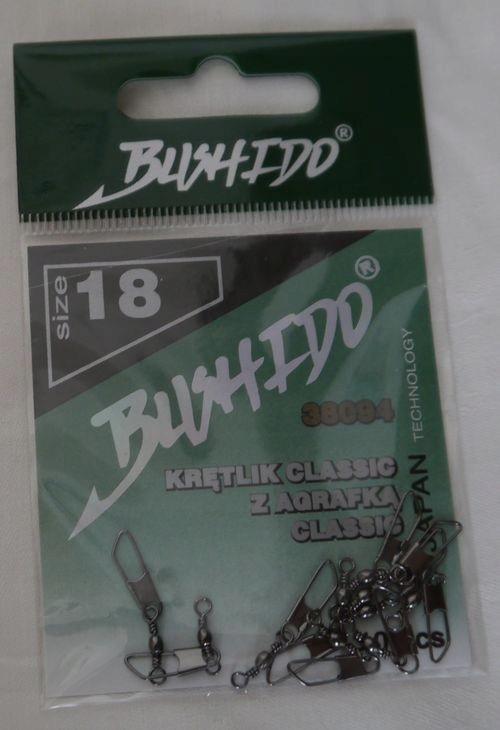 BUSHIDO®
size 18
BUSHIDO®
38094
KRĘTLIK CLASSIC
Z AGRAFKĄ
CLASSIC
JAPAN TECHNOLOGY